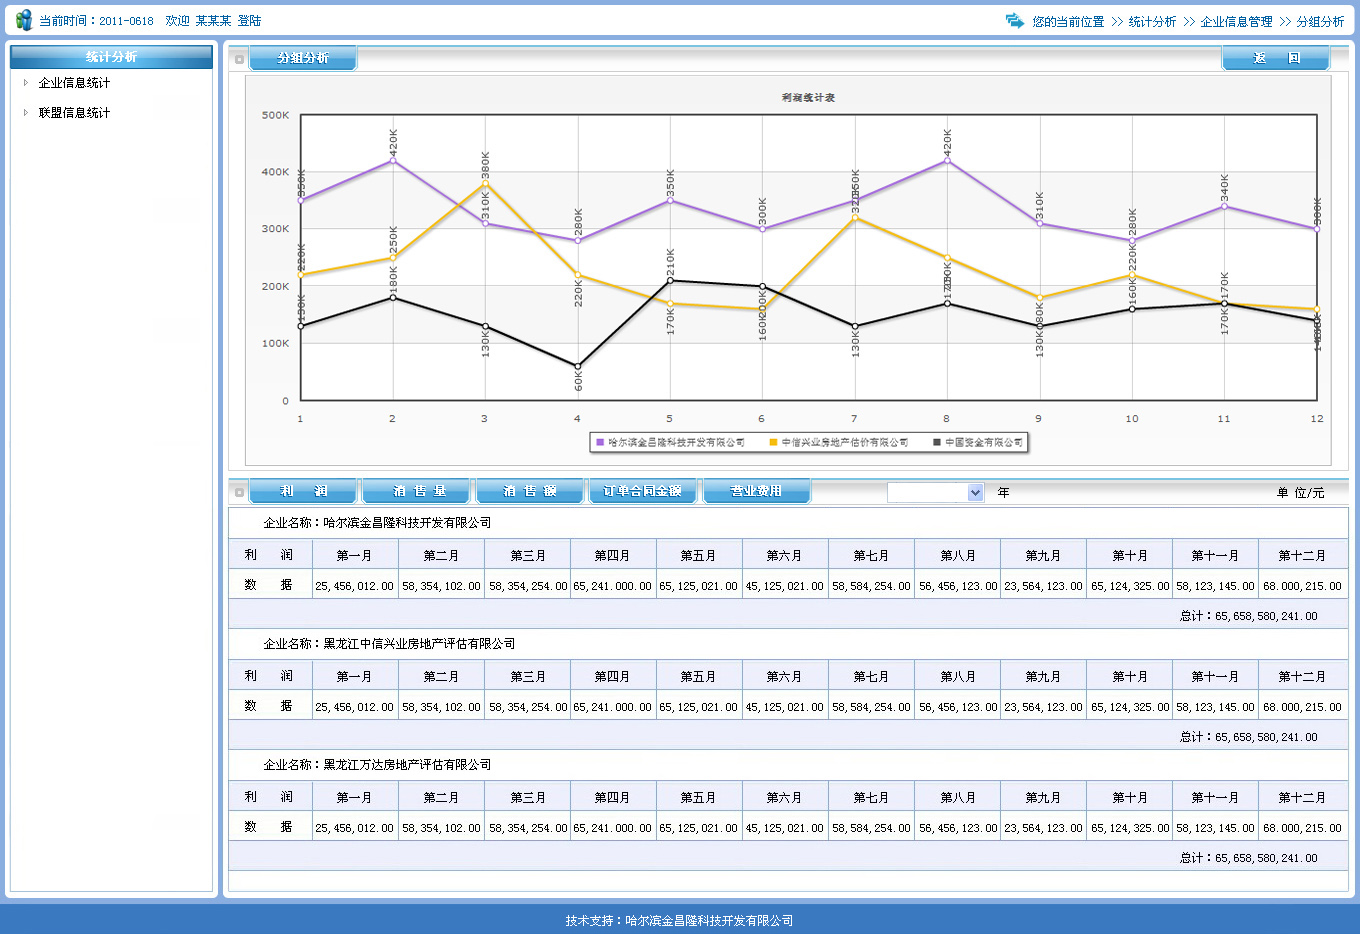 当前时间：2011-0618 欢迎 某某某 登陆
您的当前位置 >> 统计分析 >> 企业信息管理 >> 分组分析
统计分析
企业信息统计
联盟信息统计
分组分析
返 回
利润统计表
500K
400K
300K
200K
100K
0
350K 420K 310K 280K 350K 300K 350K 420K 310K 280K 340K 300K
220K 250K 380K 220K 170K 160K 320K 250K 180K 220K 170K
130K 180K 130K 60K 210K 200K 130K 170K 130K 160K 170K
1 2 3 4 5 6 7 8 9 10 11 12
哈尔滨金昌隆科技开发有限公司 中信兴业房地产估价有限公司 中国资金有限公司
利 润 销 售 量 销 售 额 订单合同金额 营业费用 年 单 位/元
企业名称：哈尔滨金昌隆科技开发有限公司
利 润 第一月 第二月 第三月 第四月 第五月 第六月 第七月 第八月 第九月 第十月 第十一月 第十二月
数 据 25,456,012.00 58,354,102.00 58,354,254.00 65,241.000.00 65,125,021.00 45,125,021.00 58,584,254.00 56,456,123.00 23,564,123.00 65,124,325.00 58,123,145.00 68.000,215.00
总计：65,658,580,241.00
企业名称：黑龙江中信兴业房地产评估有限公司
利 润 第一月 第二月 第三月 第四月 第五月 第六月 第七月 第八月 第九月 第十月 第十一月 第十二月
数 据 25,456,012.00 58,354,102.00 58,354,254.00 65,241.000.00 65,125,021.00 45,125,021.00 58,584,254.00 56,456,123.00 23,564,123.00 65,124,325.00 58,123,145.00 68.000,215.00
总计：65,658,580,241.00
企业名称：黑龙江万达房地产评估有限公司
利 润 第一月 第二月 第三月 第四月 第五月 第六月 第七月 第八月 第九月 第十月 第十一月 第十二月
数 据 25,456,012.00 58,354,102.00 58,354,254.00 65,241.000.00 65,125,021.00 45,125,021.00 58,584,254.00 56,456,123.00 23,564,123.00 65,124,325.00 58,123,145.00 68.000,215.00
总计：65,658,580,241.00
技术支持：哈尔滨金昌隆科技开发有限公司